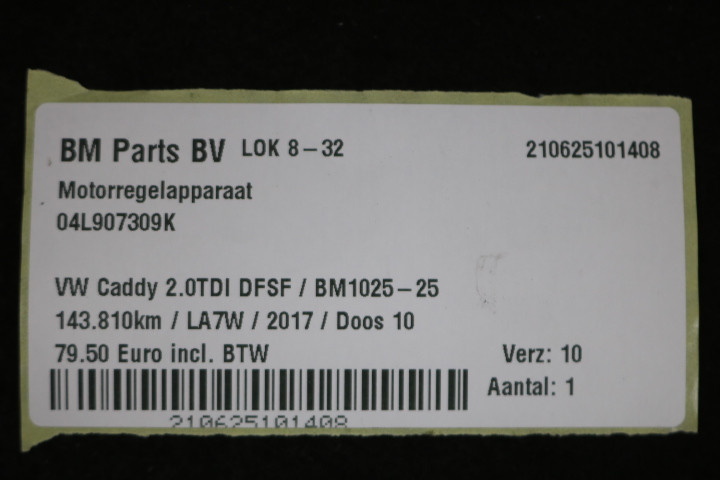 BM Parts BV LOK 8-32 210625101408
Motorregelapparaat
04L907309K
VW Caddy 2.0TDI DFSF / BM1025-25
143.810km / LA7W / 2017 / Doos 10
79.50 Euro incl. BTW Verz: 10
Aantal: 1
210625101408